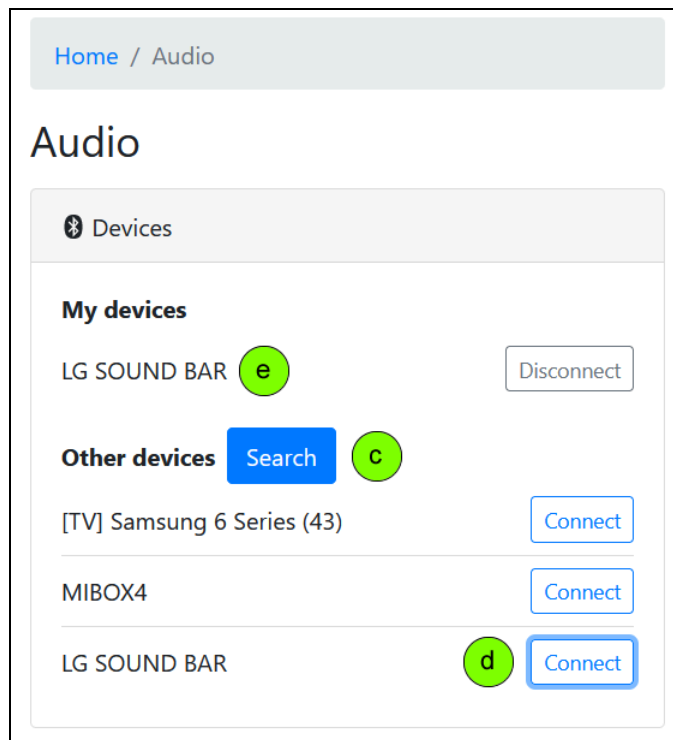 Home / Audio
Audio
Devices
My devices
LG SOUND BAR e Disconnect
Other devices Search c
[TV] Samsung 6 Series (43) Connect
MIBOX4 Connect
LG SOUND BAR d Connect